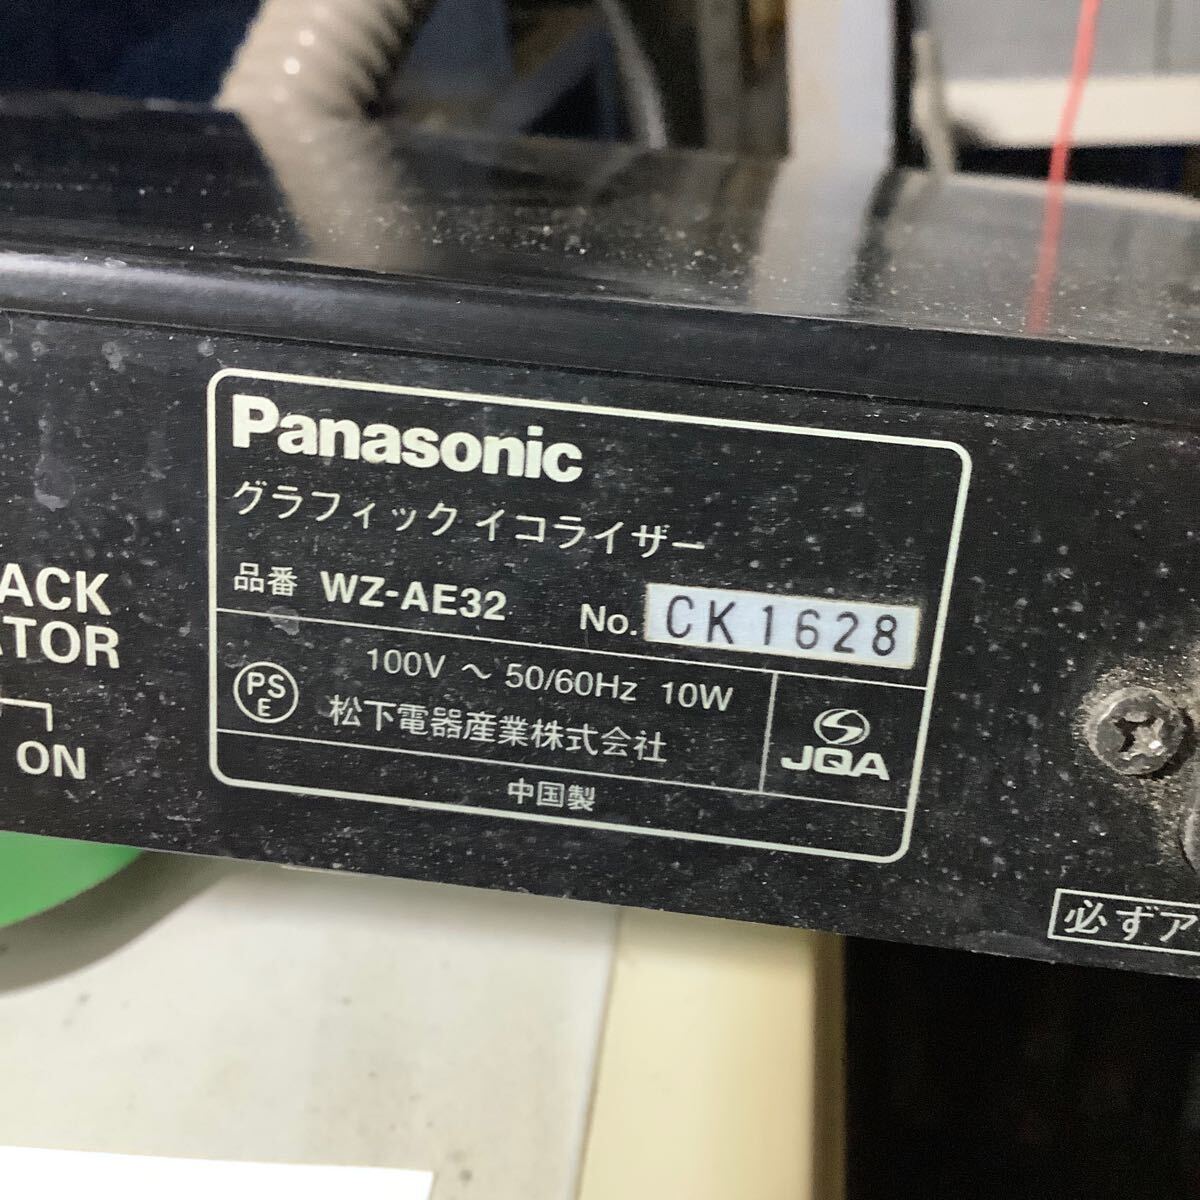 Panasonic
グラフィック イコライザー
品番 WZ-AE32 No. CK1628
100V ～ 50/60Hz 10W
PS
E
松下電器産業株式会社
JQA
中国製
ACK
ATOR
ON
必ずア